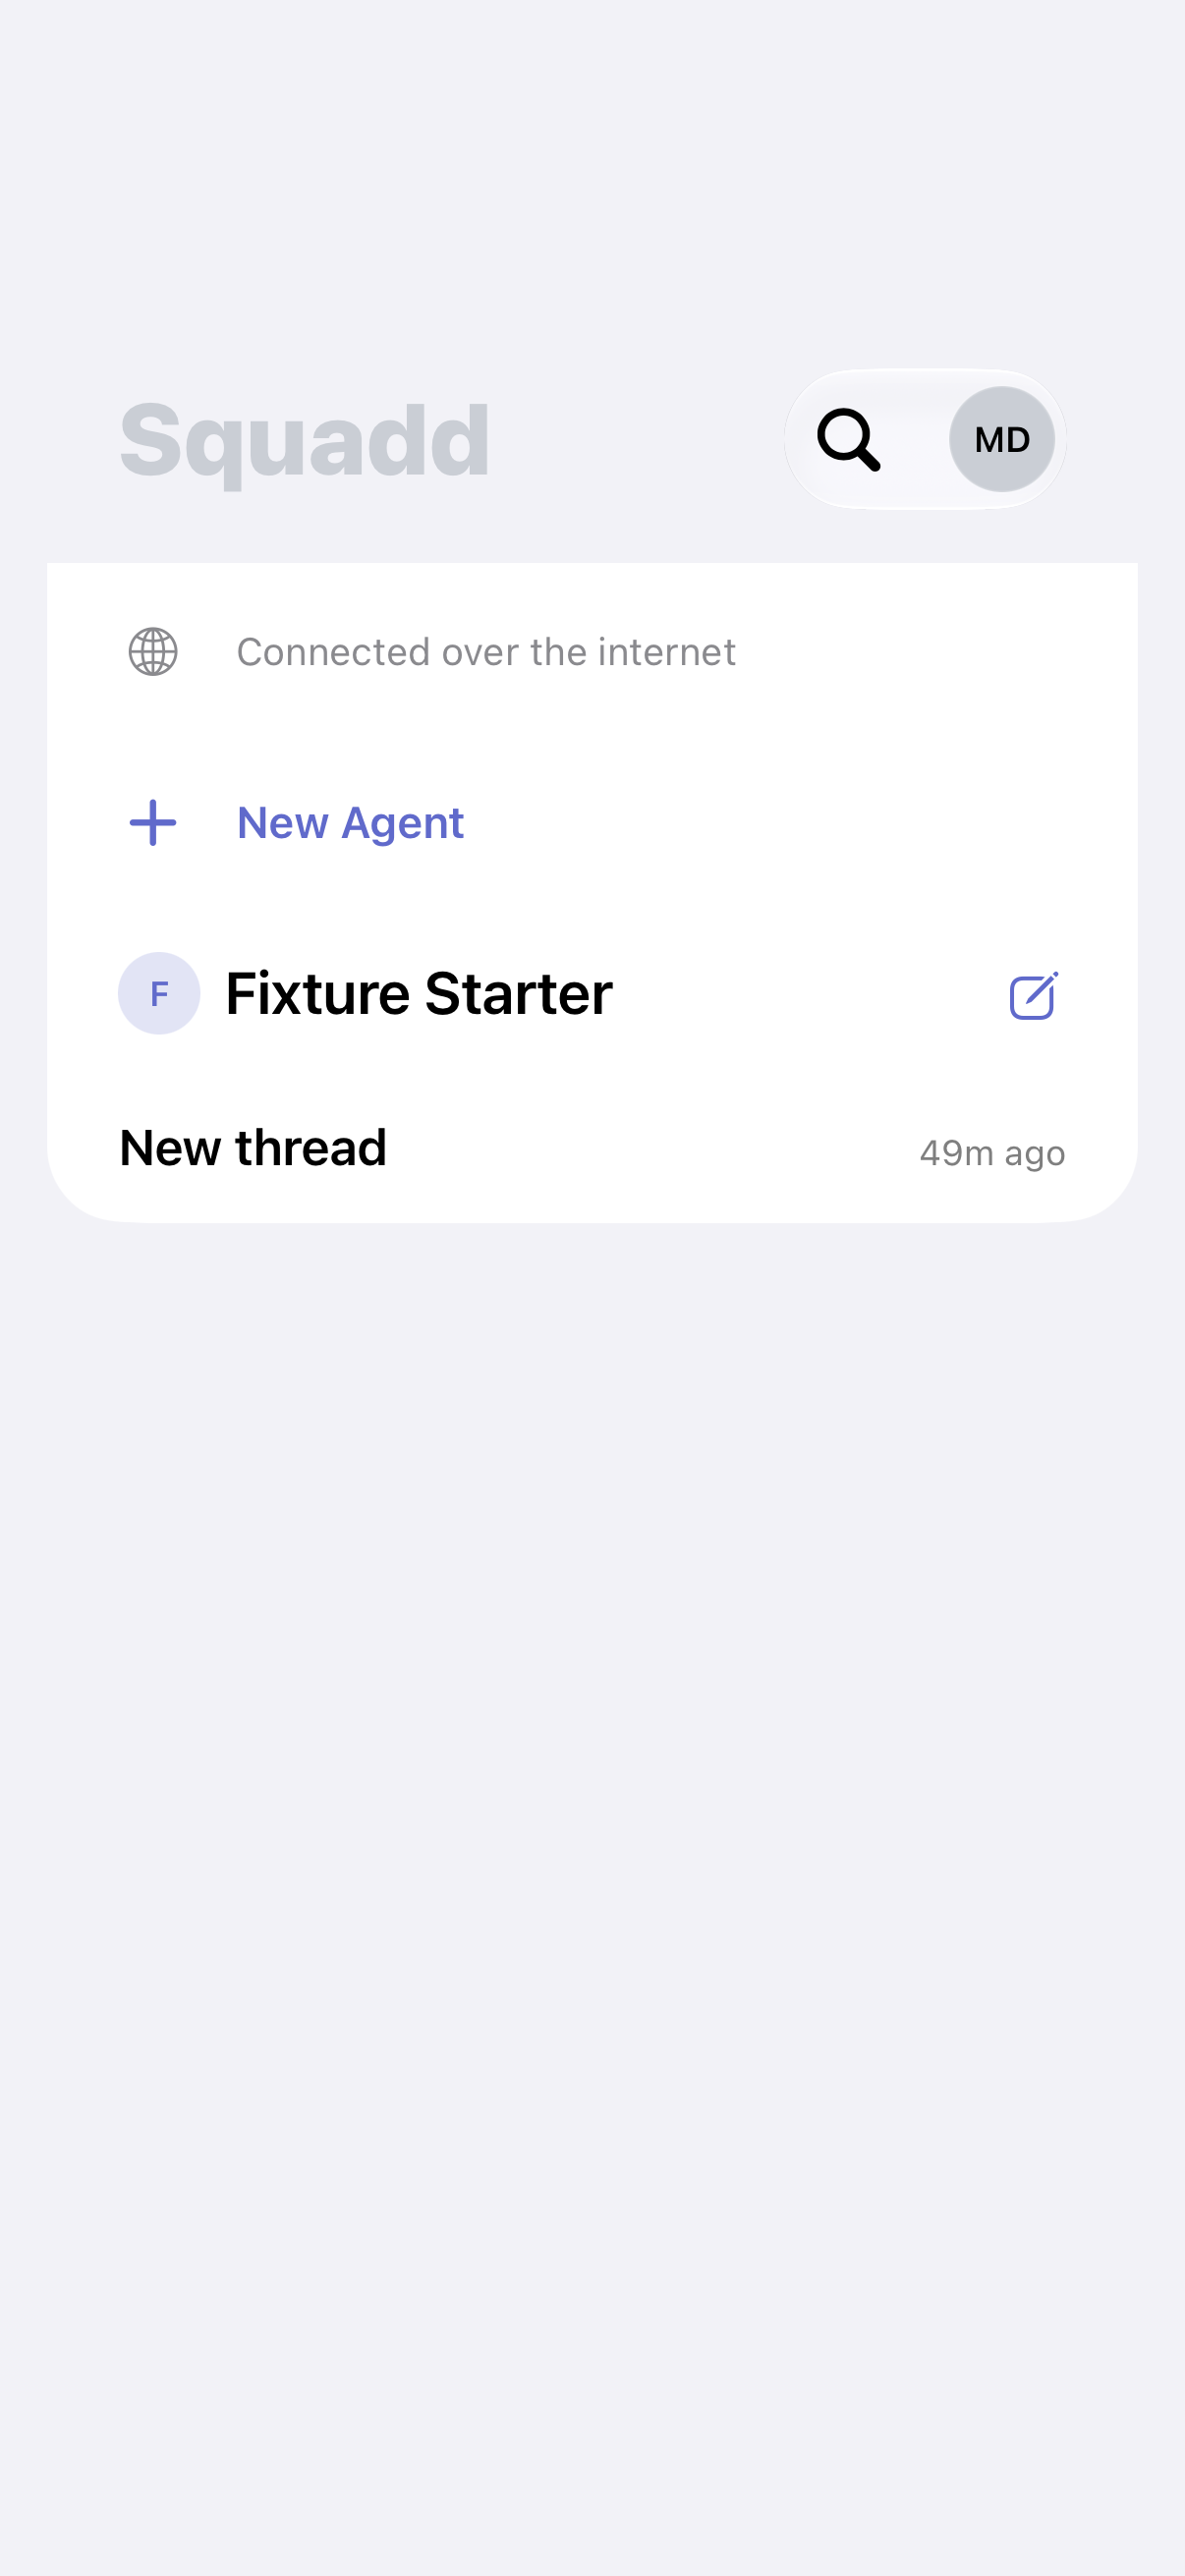 Squadd
MD
Connected over the internet
New Agent
F
Fixture Starter
New thread
49m ago